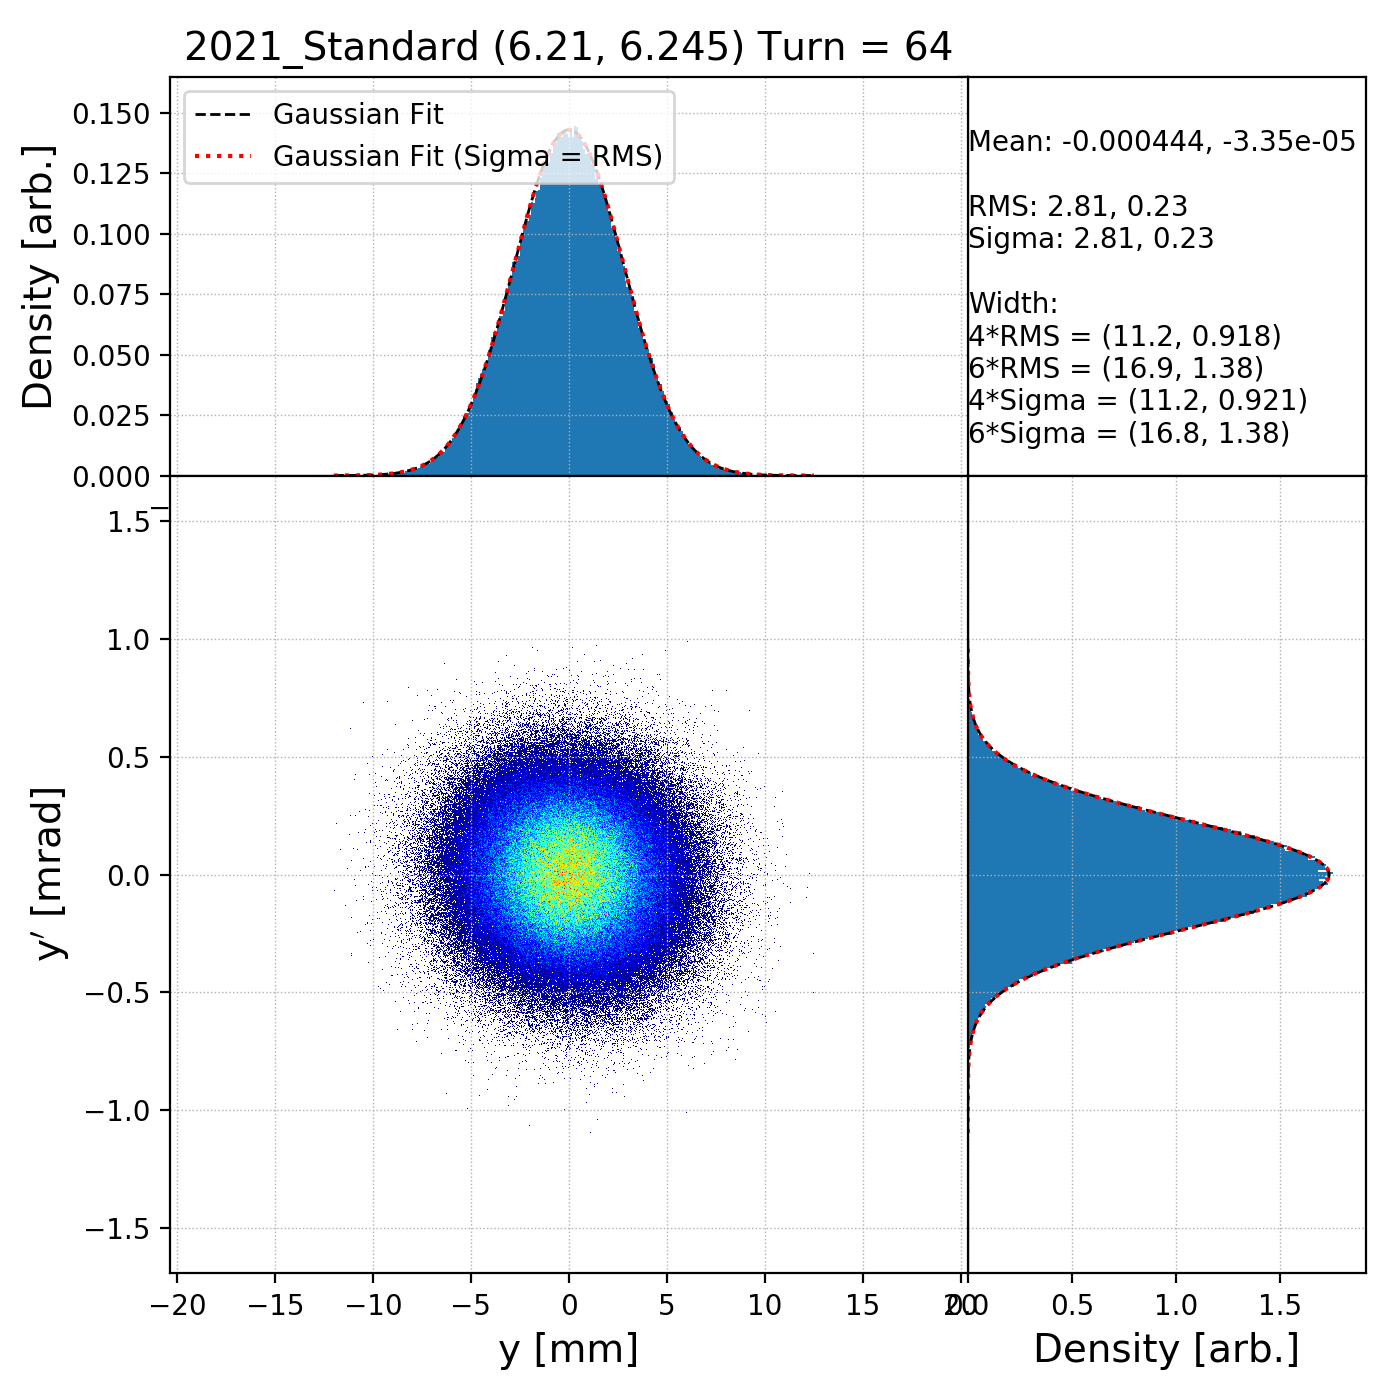 2021_Standard (6.21, 6.245) Turn = 64
Gaussian Fit
Gaussian Fit (Sigma = RMS)
Density [arb.]
0.150
0.125
0.100
0.075
0.050
0.025
0.000
Mean: -0.000444, -3.35e-05
RMS: 2.81, 0.23
Sigma: 2.81, 0.23
Width:
4*RMS = (11.2, 0.918)
6*RMS = (16.9, 1.38)
4*Sigma = (11.2, 0.921)
6*Sigma = (16.8, 1.38)
y′ [mrad]
1.5
1.0
0.5
0.0
−0.5
−1.0
−1.5
−20 −15 −10 −5 0 5 10 15 20
0.0 0.5 1.0 1.5
y [mm]
Density [arb.]